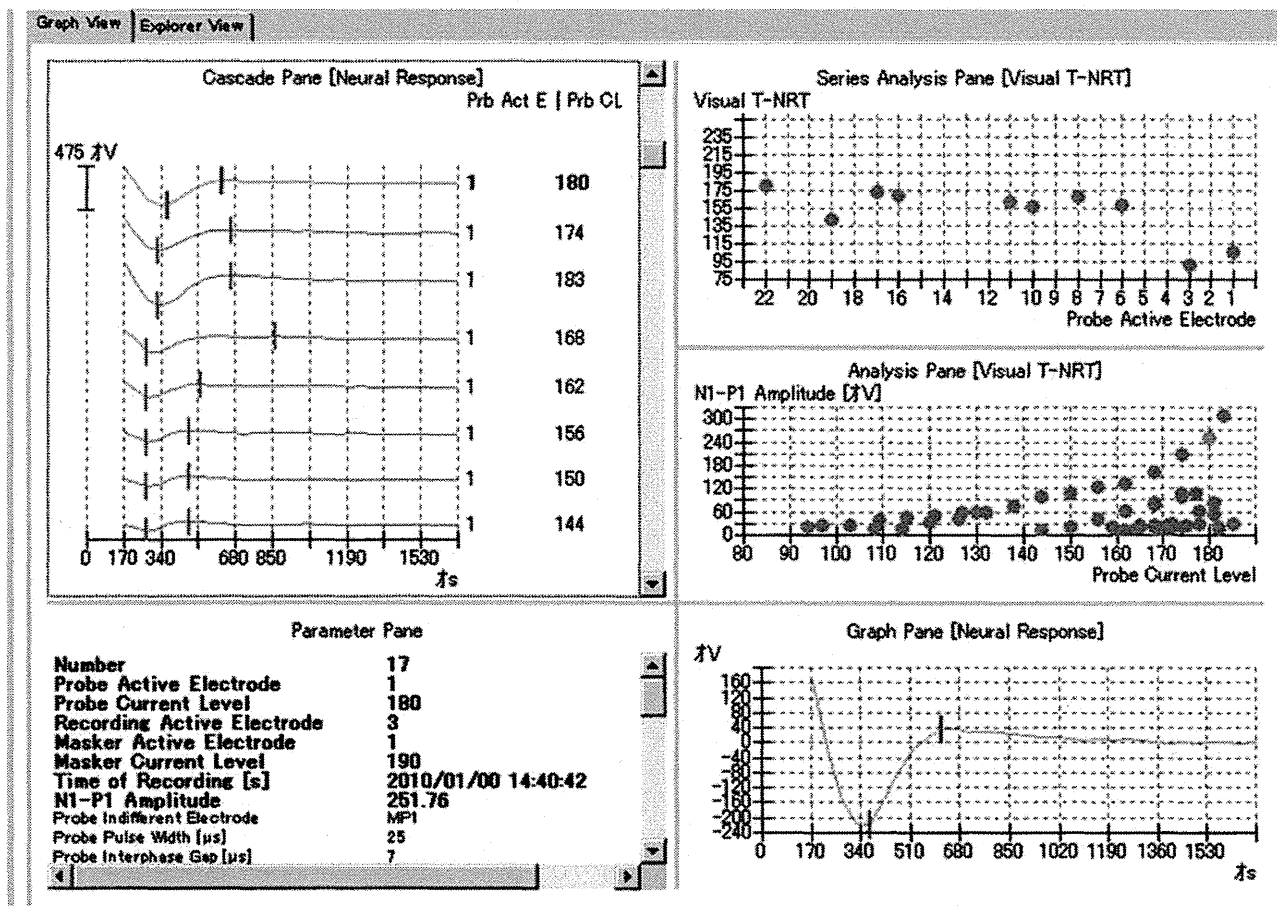 Graph View Explorer View
Cascade Pane [Neural Response]
Prb Act E | Prb CL
475 ｵV
1 180
1 174
1 183
1 168
1 162
1 156
1 150
1 144
0 170 340 680 850 1190 1530
ｵs
Series Analysis Pane [Visual T-NRT]
Visual T-NRT
235
215
195
175
155
135
115
95
75
22 20 18 16 14 12 10 9 8 7 6 5 4 3 2 1
Probe Active Electrode
Analysis Pane [Visual T-NRT]
N1-P1 Amplitude [ｵV]
300
240
180
120
60
0
80 90 100 110 120 130 140 150 160 170 180
Probe Current Level
Parameter Pane
Number 17
Probe Active Electrode 1
Probe Current Level 180
Recording Active Electrode 3
Masker Active Electrode 1
Masker Current Level 190
Time of Recording [s] 2010/01/00 14:40:42
N1-P1 Amplitude 251.76
Probe Indifferent Electrode MP1
Probe Pulse Width [µs] 25
Probe Interphase Gap [µs] 7
Graph Pane [Neural Response]
ｵV
160
80
40
0
-40
-80
-120
-160
-200
-240
0 170 340 510 680 850 1020 1190 1360 1530
ｵs